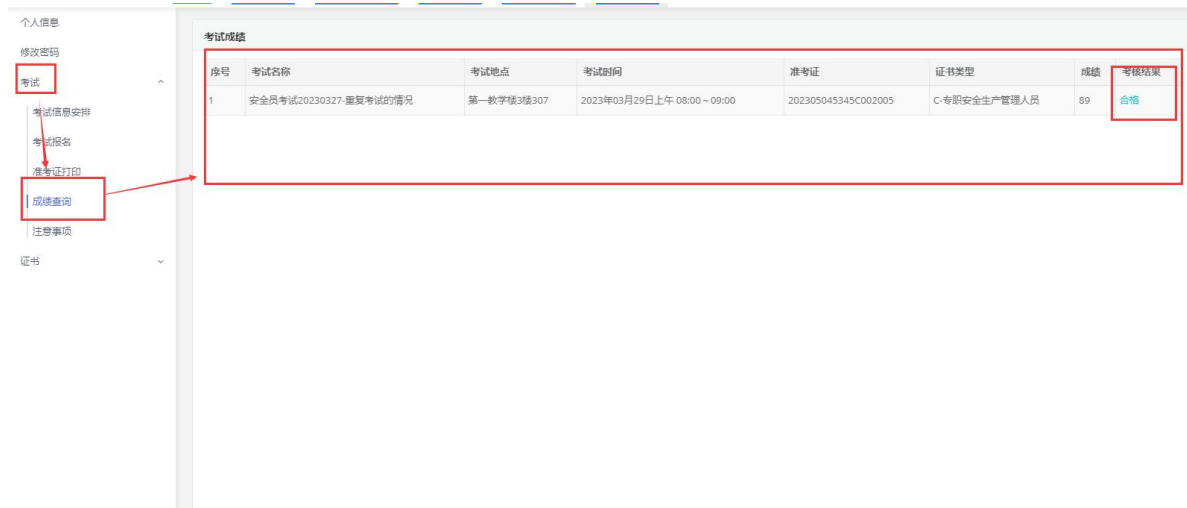 个人信息
修改密码
考试
考试信息安排
考试报名
准考证打印
成绩查询
注意事项
证书
考试成绩
序号 考试名称 考试地点 考试时间 准考证 证书类型 成绩 考核结果
1 安全员考试20230327-重复考试的情况 第一教学楼3楼307 2023年03月29日上午 08:00~09:00 202305045345C002005 C-专职安全生产管理人员 89 合格